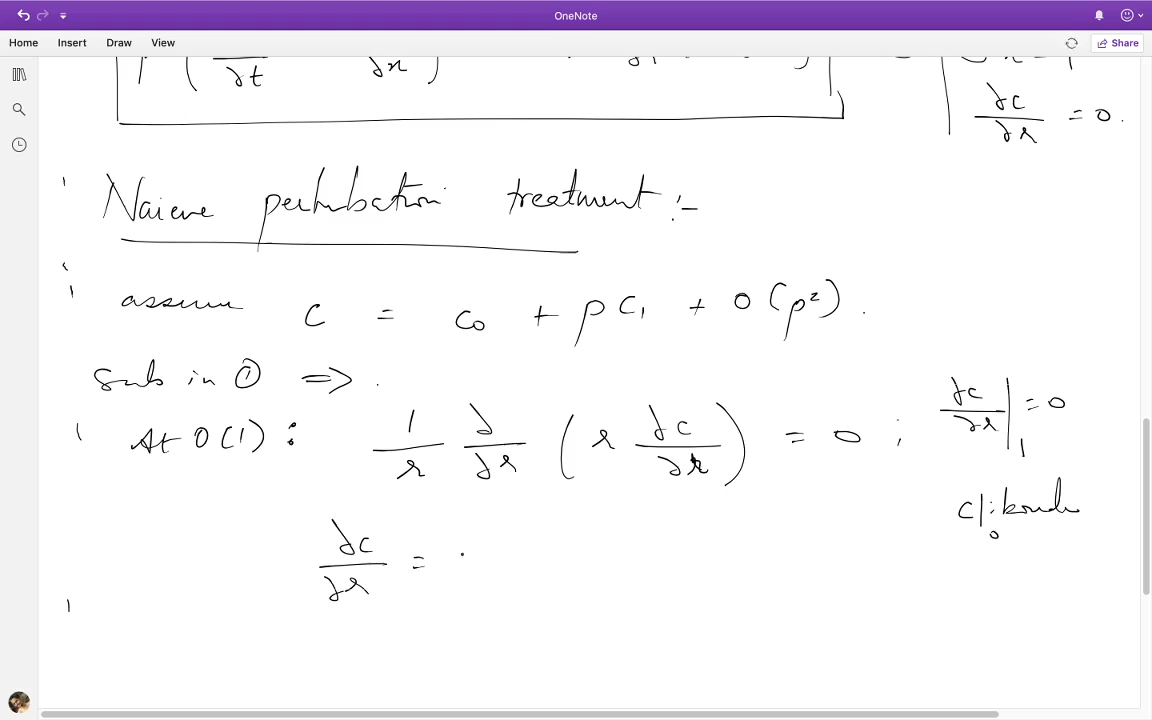 OneNote
Home Insert Draw View Share
∂t ∂x
∂c/∂r = 0.
Naieve perturbation treatment :-
assume c = c0 + p c1 + O(p²).
Sub in ① ⇒
At O(1) : 1/r ∂/∂r (r ∂c/∂r) = 0 ; ∂c/∂r|1 = 0
c|0 :
∂c/∂r =